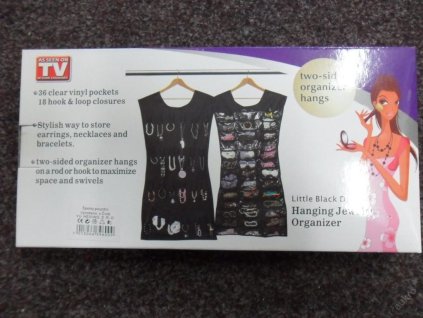 AS SEEN ON
TV
•36 clear vinyl pockets
18 hook & loop closures
•Stylish way to store
earrings, necklaces and
bracelets.
•two-sided organizer hangs
on a rod or hook to maximize
space and swivels
two-sid
organizer
hangs
Little Black D
Hanging Jew
Organizer